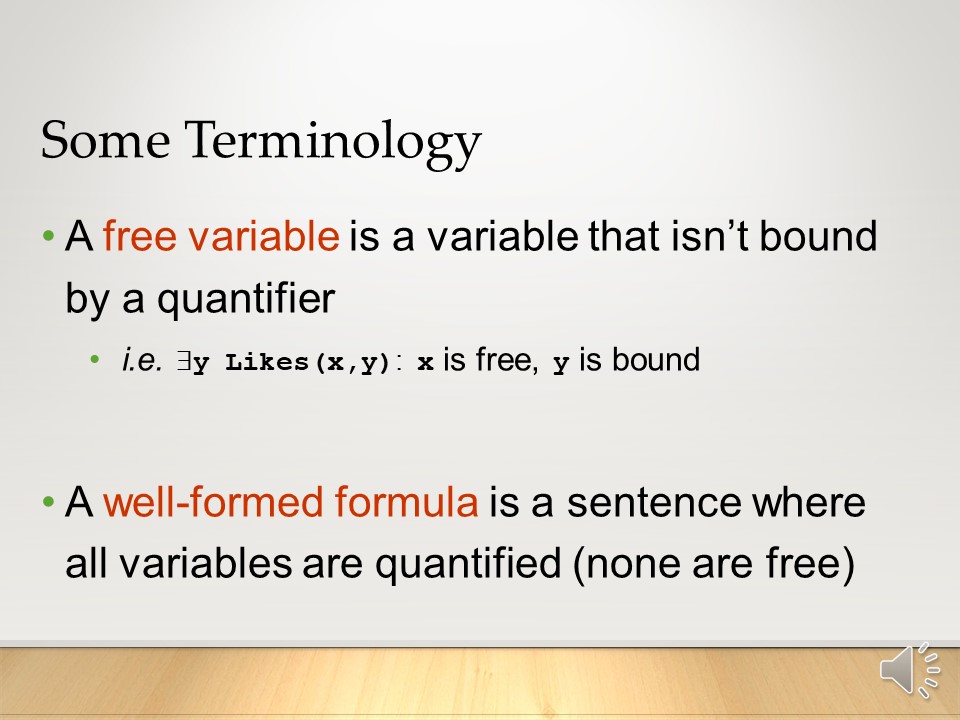 Some Terminology
• A free variable is a variable that isn’t bound
by a quantifier
• i.e. ∃y Likes(x,y): x is free, y is bound
• A well-formed formula is a sentence where
all variables are quantified (none are free)